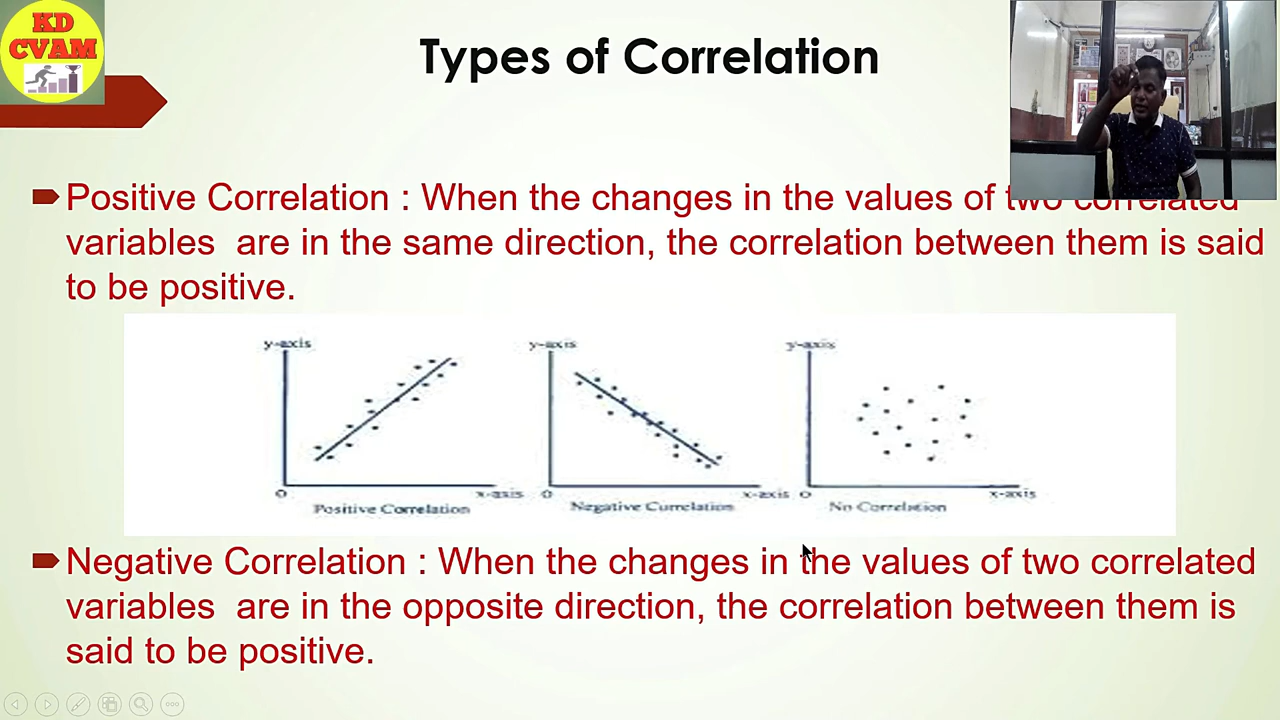 KD
CVAM
Types of Correlation
Positive Correlation : When the changes in the values of two correlated
variables are in the same direction, the correlation between them is said
to be positive.
y-axis y-axis y-axis
0 x-axis 0 x-axis 0 x-axis
Positive Correlation Negative Currelation No Correlation
Negative Correlation : When the changes in the values of two correlated
variables are in the opposite direction, the correlation between them is
said to be positive.